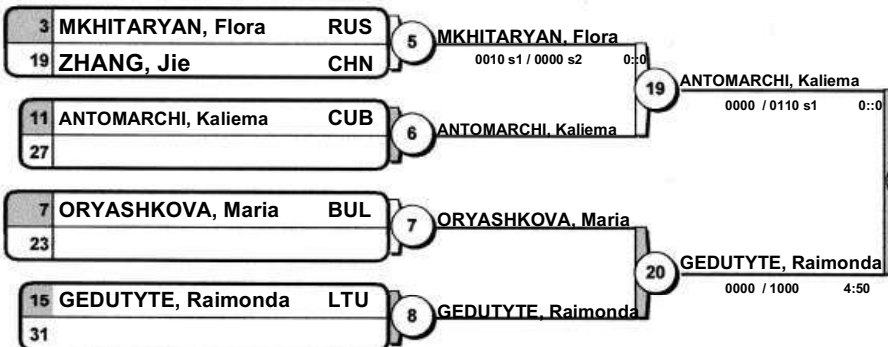 3 MKHITARYAN, Flora RUS
19 ZHANG, Jie CHN
5
MKHITARYAN, Flora
0010 s1 / 0000 s2 0::0
11 ANTOMARCHI, Kaliema CUB
27
6
ANTOMARCHI, Kaliema
19
ANTOMARCHI, Kaliema
0000 / 0110 s1 0::0
7 ORYASHKOVA, Maria BUL
23
7
ORYASHKOVA, Maria
15 GEDUTYTE, Raimonda LTU
31
8
GEDUTYTE, Raimonda
20
GEDUTYTE, Raimonda
0000 / 1000 4:50